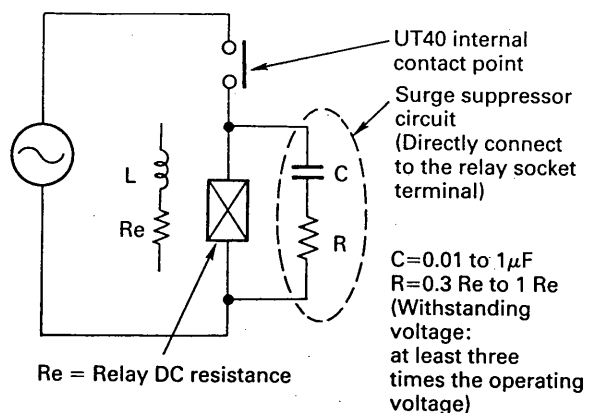 UT40 internal
contact point
Surge suppressor
circuit
(Directly connect
to the relay socket
terminal)
L
Re
C
R
C=0.01 to 1μF
R=0.3 Re to 1 Re
(Withstanding
voltage:
at least three
times the operating
voltage)
Re = Relay DC resistance